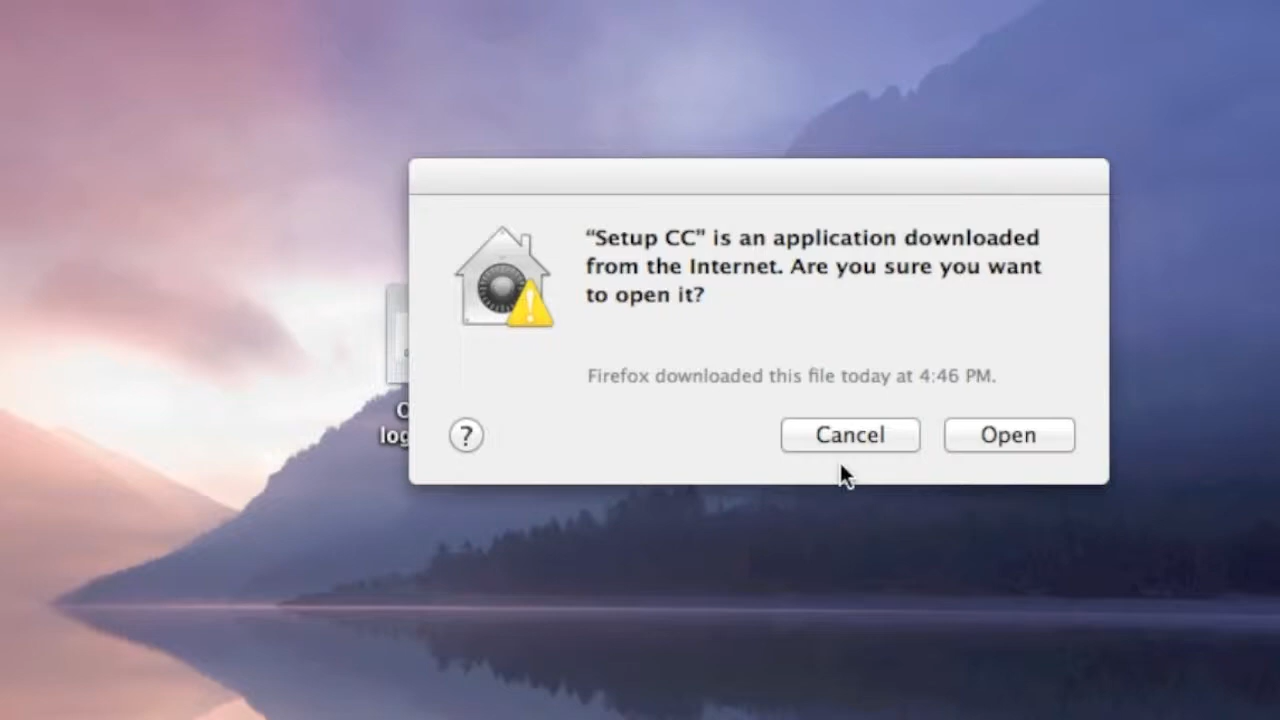 “Setup CC” is an application downloaded
from the Internet. Are you sure you want
to open it?
Firefox downloaded this file today at 4:46 PM.
?
Cancel
Open